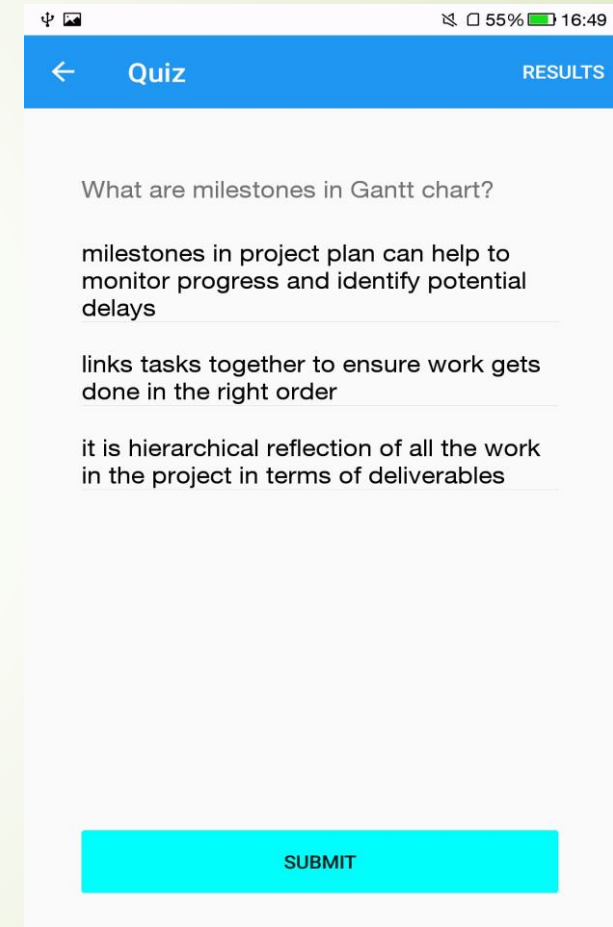 55% 16:49
Quiz RESULTS
What are milestones in Gantt chart?
milestones in project plan can help to
monitor progress and identify potential
delays
links tasks together to ensure work gets
done in the right order
it is hierarchical reflection of all the work
in the project in terms of deliverables
SUBMIT